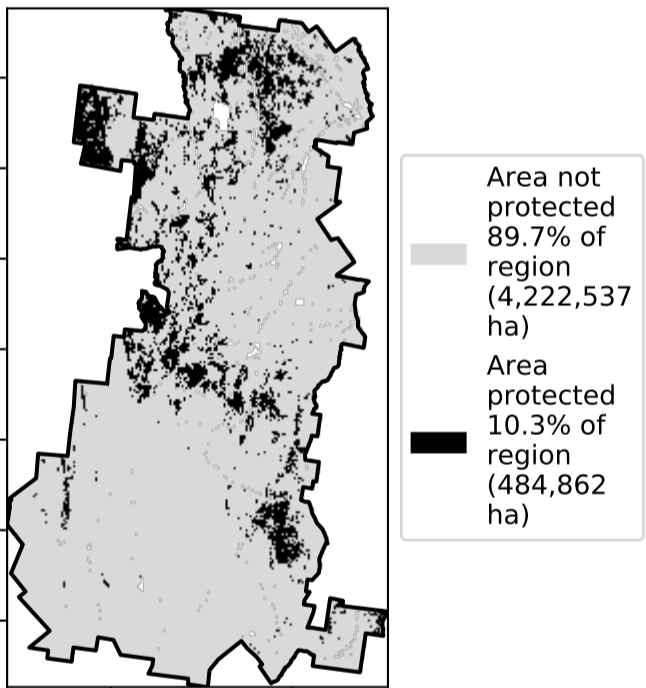 Area not
protected
89.7% of
region
(4,222,537
ha)
Area
protected
10.3% of
region
(484,862
ha)